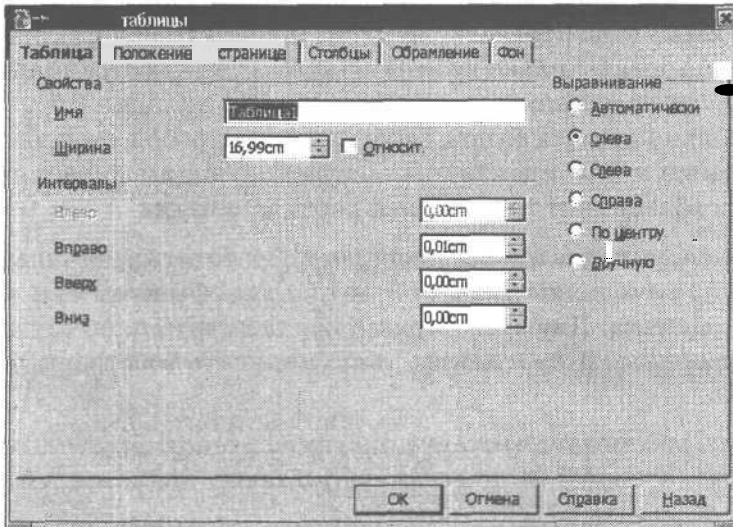 таблицы
Таблица Положение странице Столбцы Обрамление Фон
Свойства
Имя Таблица1
Ширина 16,99cm Относит.
Интервалы
Влево 0,00cm
Вправо 0,01cm
Вверх 0,00cm
Вниз 0,00cm
Выравнивание
Автоматически
Слева
Слева
Справа
По центру
Вручную
ОК Отмена Справка Назад